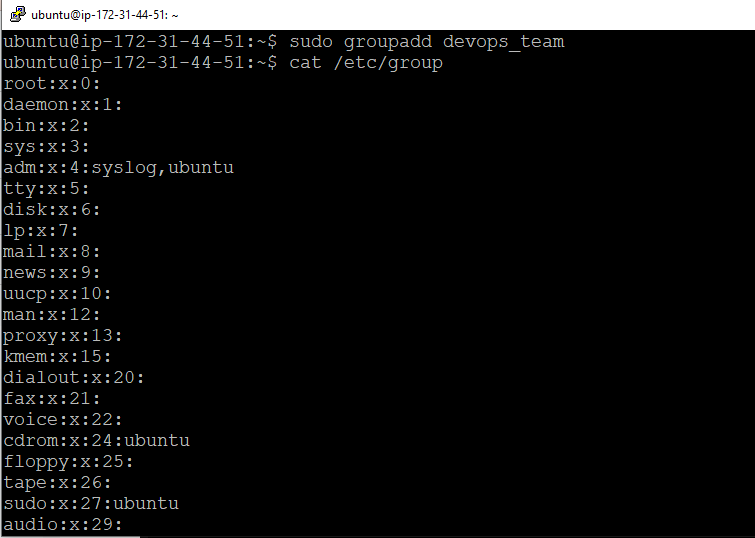 ubuntu@ip-172-31-44-51: ~
ubuntu@ip-172-31-44-51:~$ sudo groupadd devops_team
ubuntu@ip-172-31-44-51:~$ cat /etc/group
root:x:0:
daemon:x:1:
bin:x:2:
sys:x:3:
adm:x:4:syslog,ubuntu
tty:x:5:
disk:x:6:
lp:x:7:
mail:x:8:
news:x:9:
uucp:x:10:
man:x:12:
proxy:x:13:
kmem:x:15:
dialout:x:20:
fax:x:21:
voice:x:22:
cdrom:x:24:ubuntu
floppy:x:25:
tape:x:26:
sudo:x:27:ubuntu
audio:x:29: